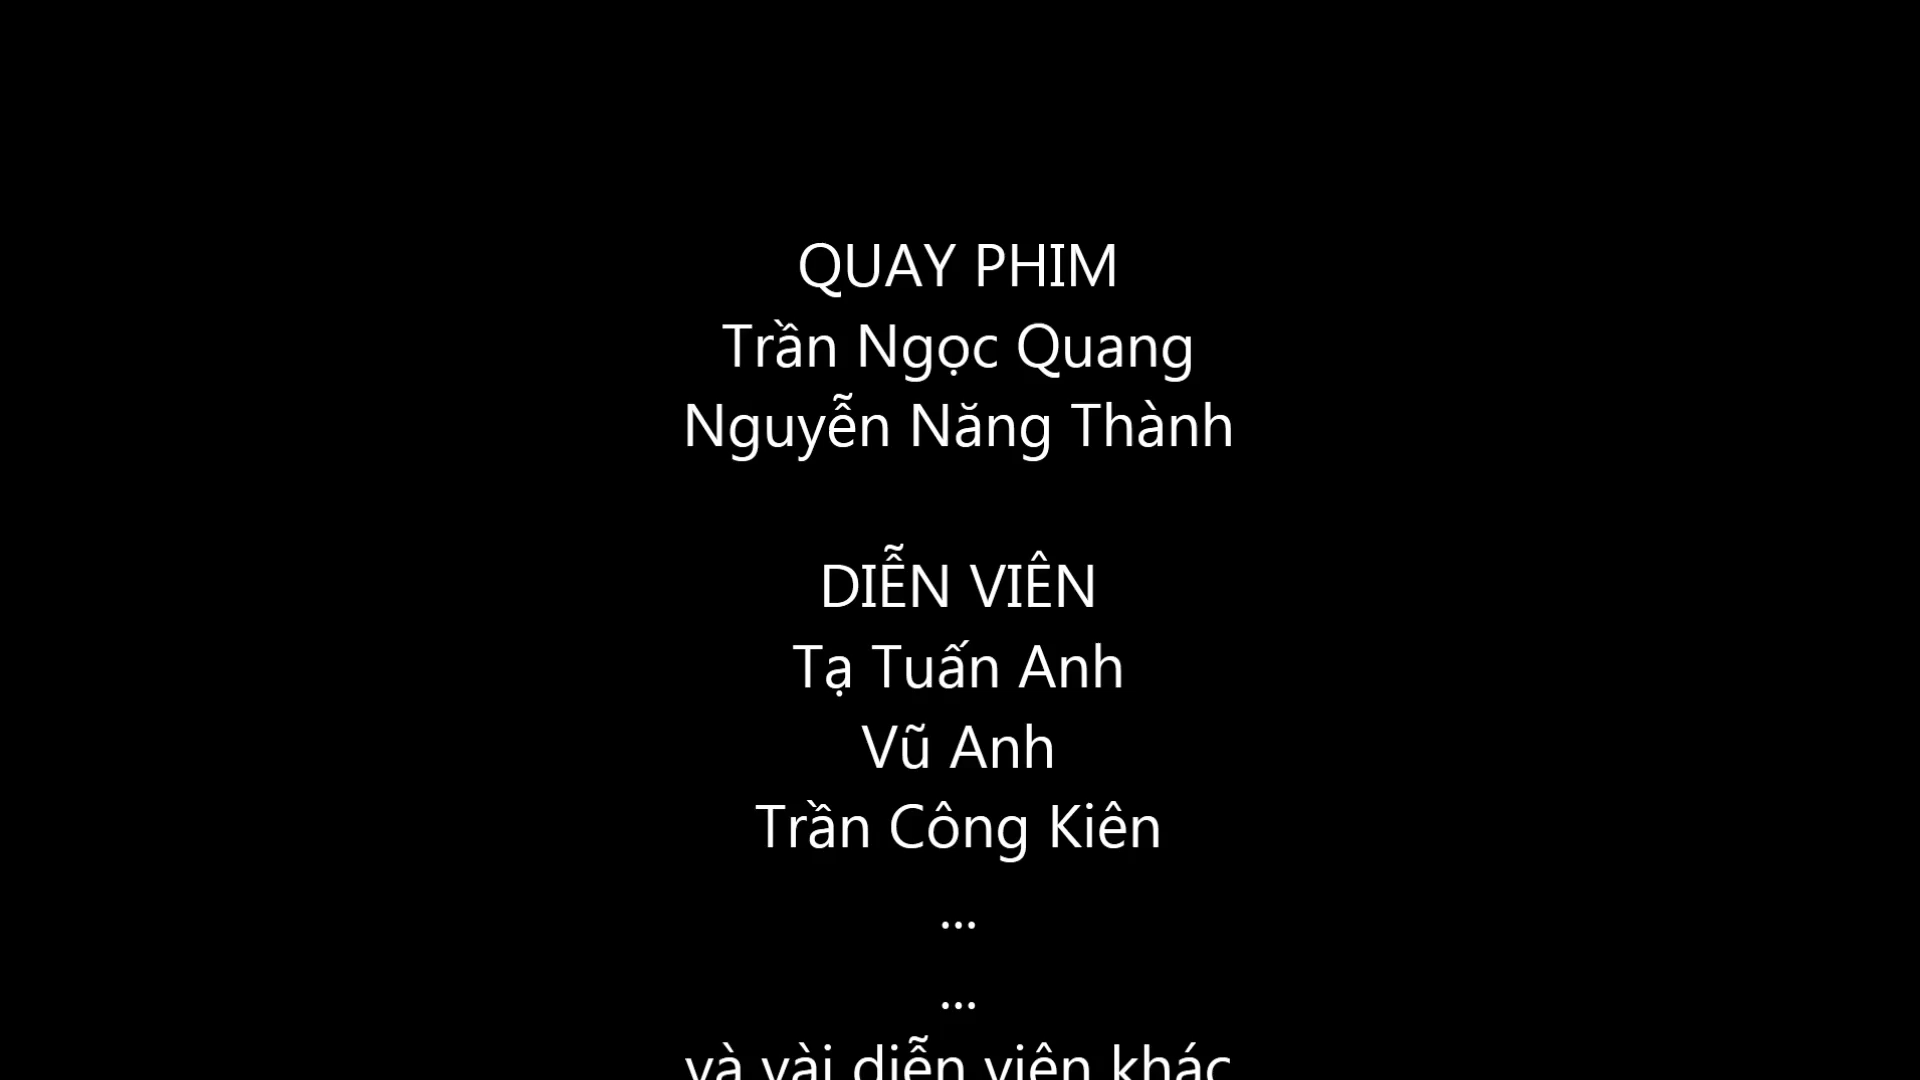 QUAY PHIM
Trần Ngọc Quang
Nguyễn Năng Thành
DIỄN VIÊN
Tạ Tuấn Anh
Vũ Anh
Trần Công Kiên
...
...
và vài diễn viên khác